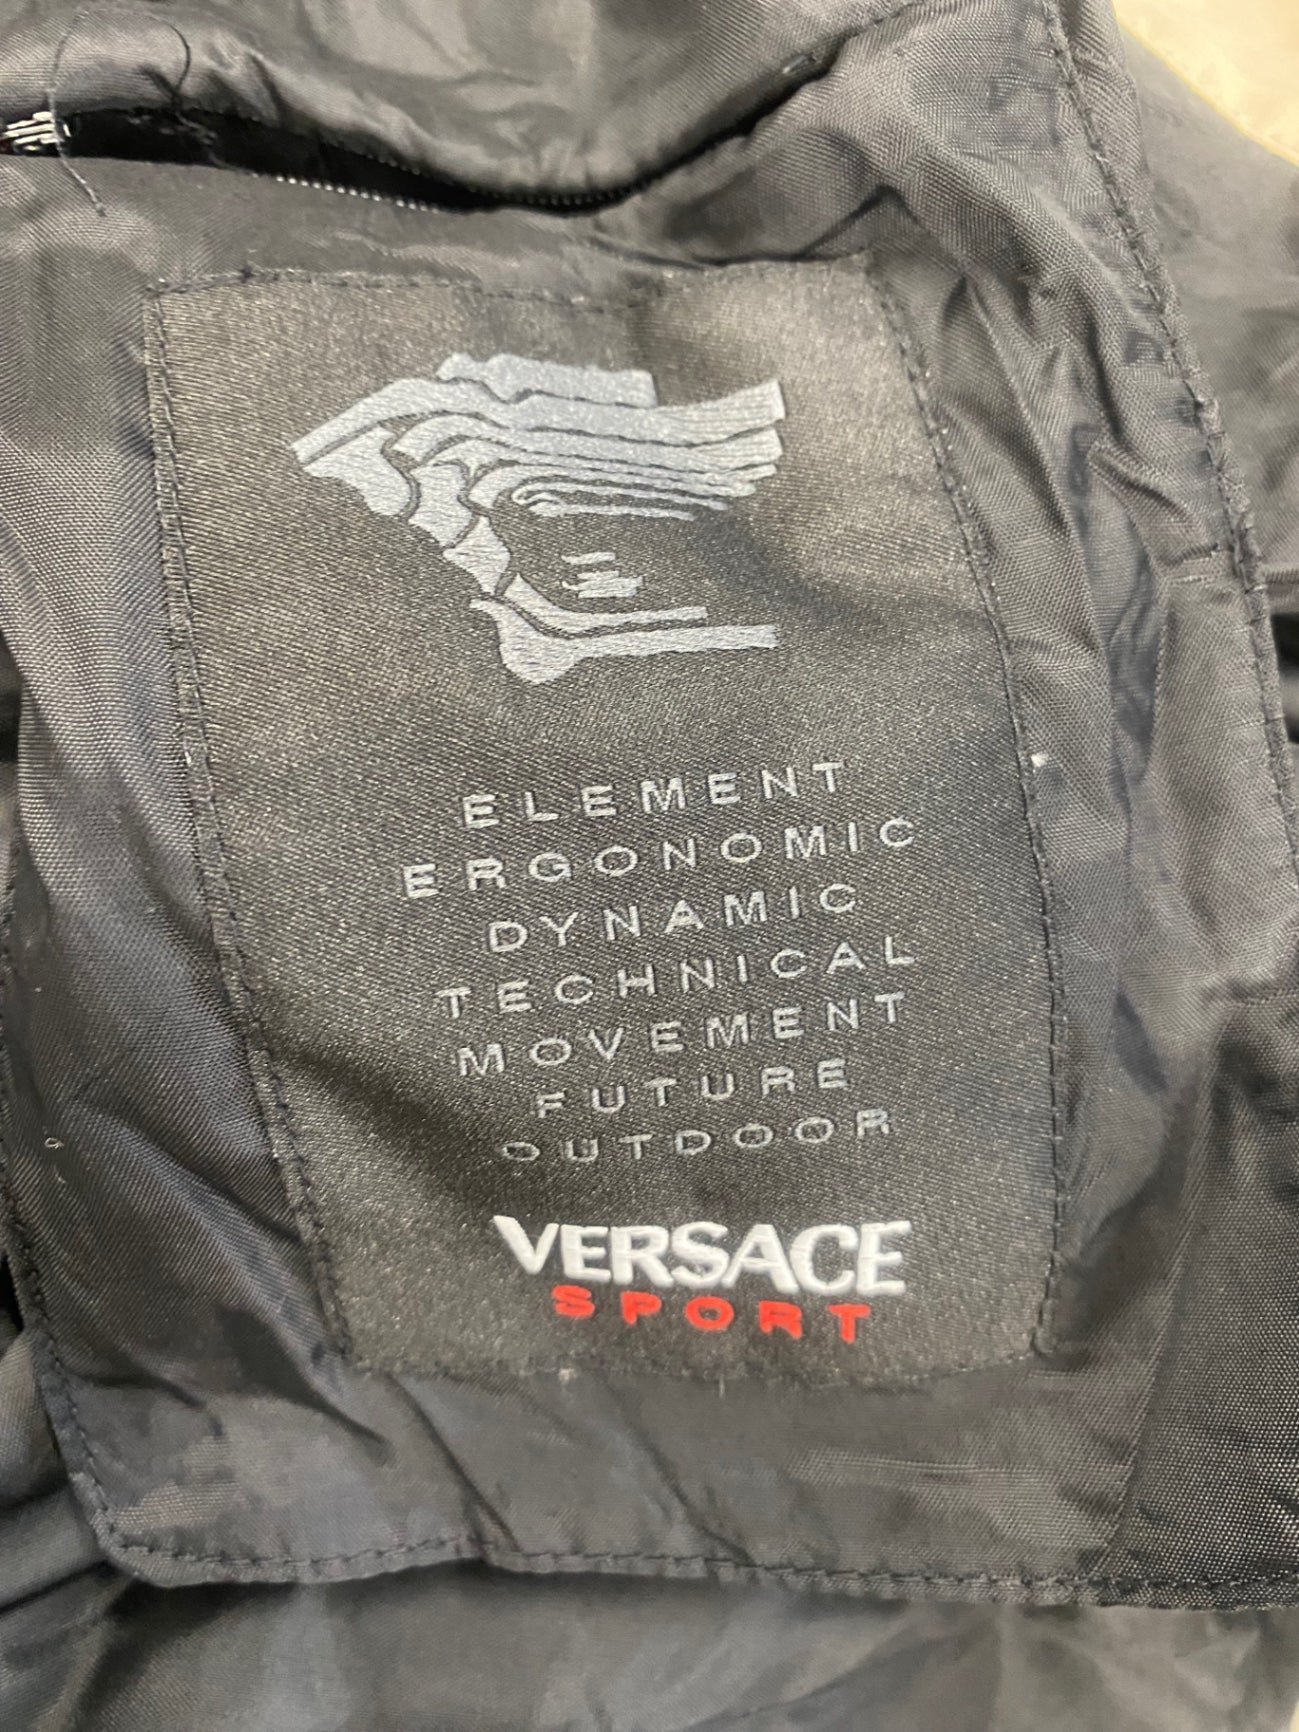 ELEMENT
ERGONOMIC
DYNAMIC
TECHNICAL
MOVEMENT
FUTURE
OUTDOOR
VERSACE
SPORT